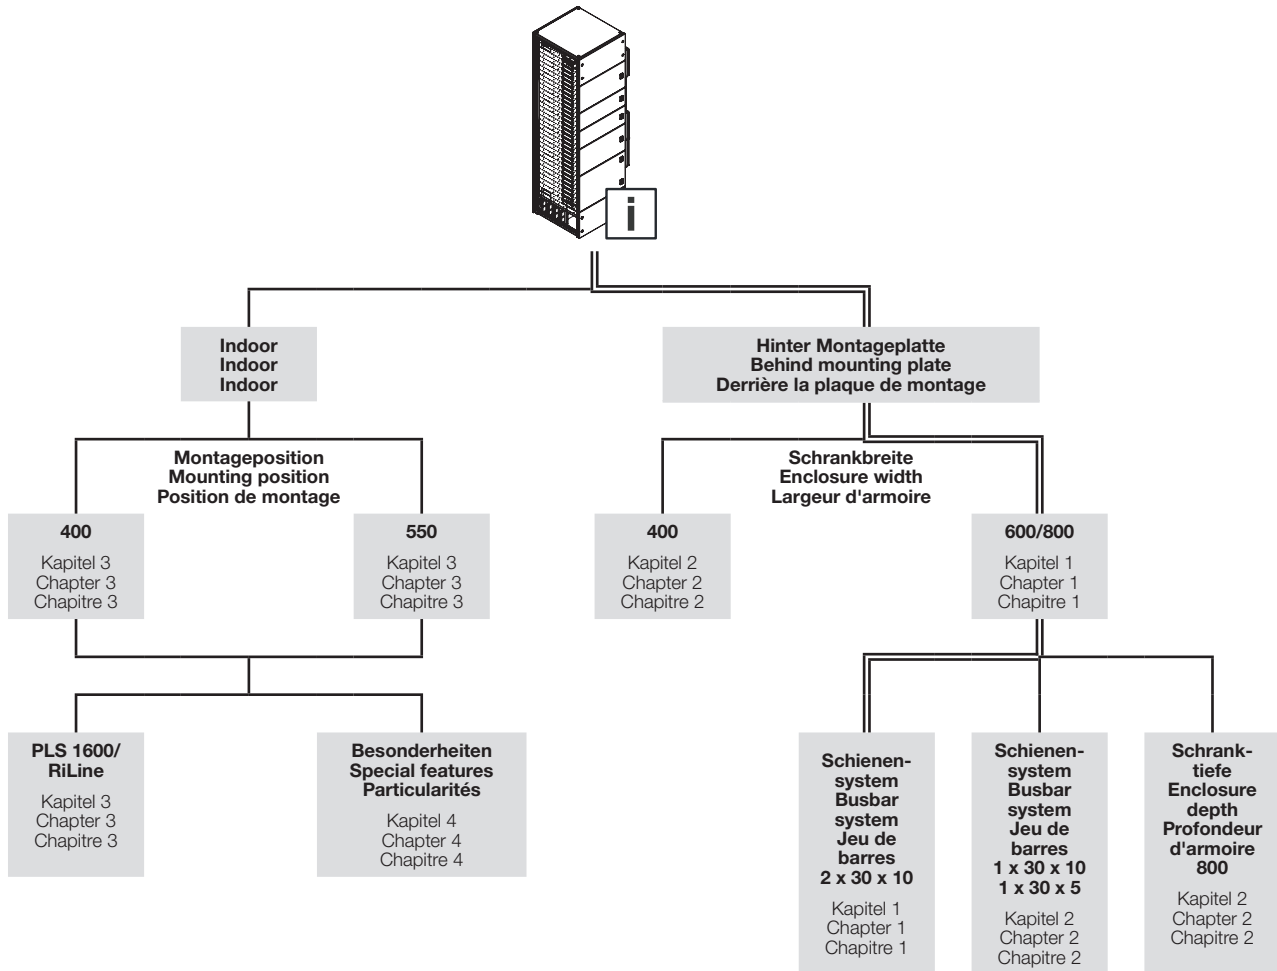 i
Indoor
Indoor
Indoor
Hinter Montageplatte
Behind mounting plate
Derrière la plaque de montage
Montageposition
Mounting position
Position de montage
Schrankbreite
Enclosure width
Largeur d'armoire
400
Kapitel 3
Chapter 3
Chapitre 3
550
Kapitel 3
Chapter 3
Chapitre 3
400
Kapitel 2
Chapter 2
Chapitre 2
600/800
Kapitel 1
Chapter 1
Chapitre 1
PLS 1600/
RiLine
Kapitel 3
Chapter 3
Chapitre 3
Besonderheiten
Special features
Particularités
Kapitel 4
Chapter 4
Chapitre 4
Schienen-
system
Busbar
system
Jeu de
barres
2 x 30 x 10
Kapitel 1
Chapter 1
Chapitre 1
Schienen-
system
Busbar
system
Jeu de
barres
1 x 30 x 10
1 x 30 x 5
Kapitel 2
Chapter 2
Chapitre 2
Schrank-
tiefe
Enclosure
depth
Profondeur
d'armoire
800
Kapitel 2
Chapter 2
Chapitre 2